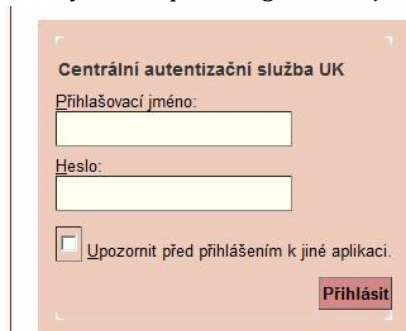 Centrální autentizační služba UK
Přihlašovací jméno:
Heslo:
Upozornit před přihlášením k jiné aplikaci.
Přihlásit